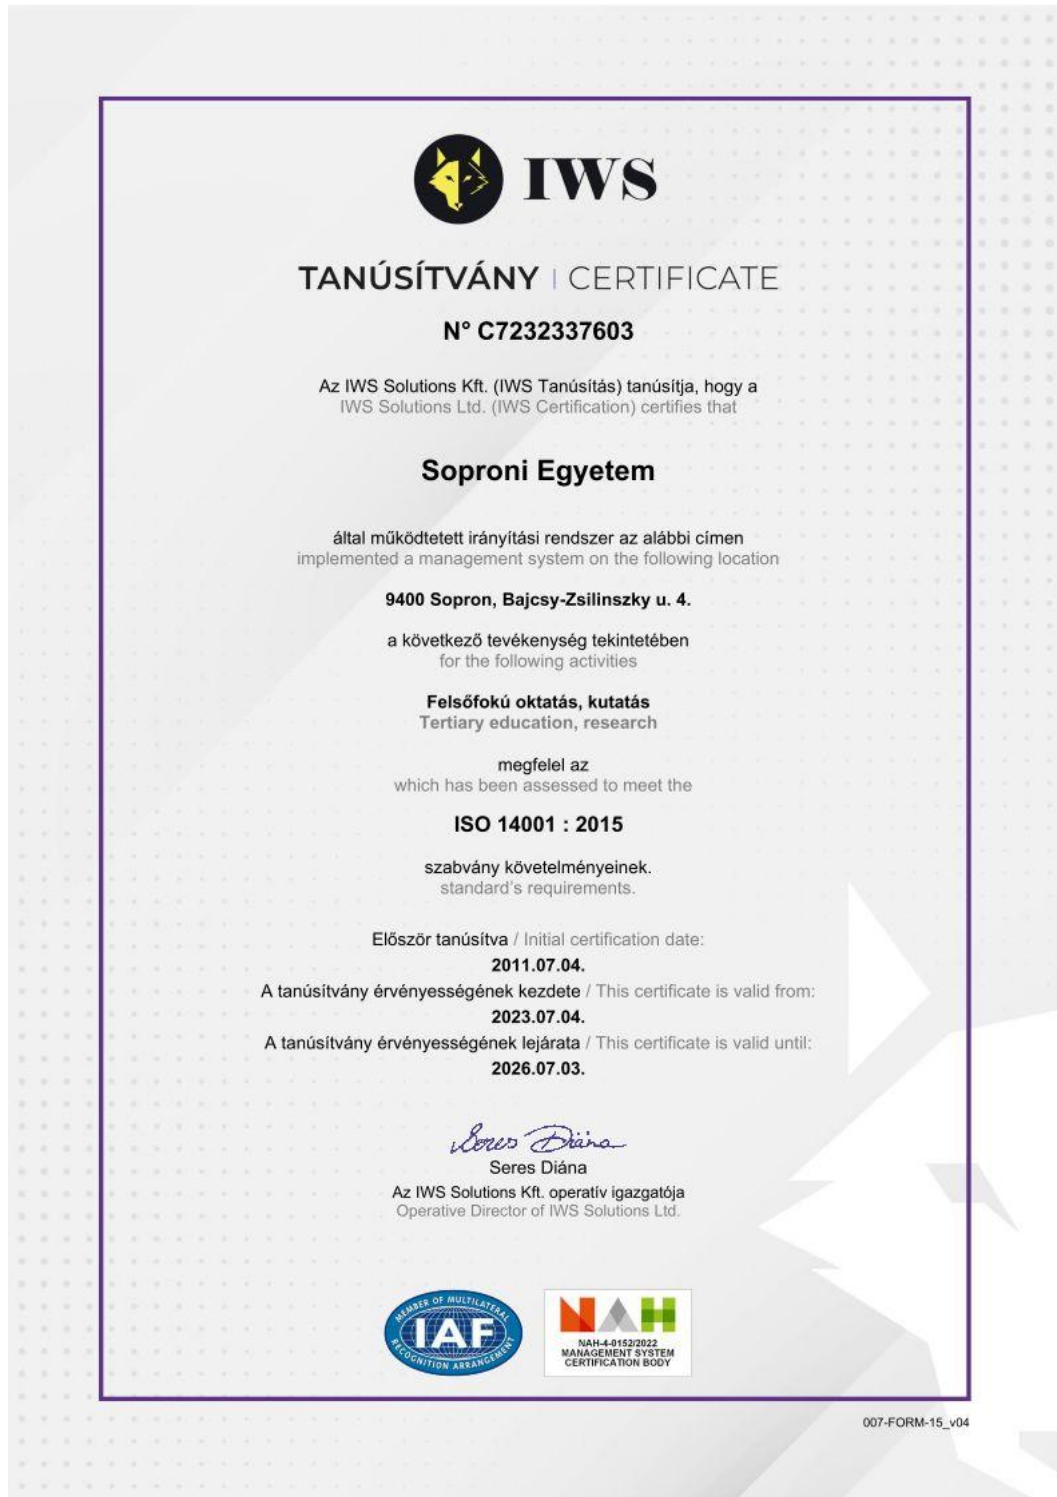 IWS
TANÚSÍTVÁNY | CERTIFICATE
N° C7232337603
Az IWS Solutions Kft. (IWS Tanúsítás) tanúsítja, hogy a
IWS Solutions Ltd. (IWS Certification) certifies that
Soproni Egyetem
által működtetett irányítási rendszer az alábbi címen
implemented a management system on the following location
9400 Sopron, Bajcsy-Zsilinszky u. 4.
a következő tevékenység tekintetében
for the following activities
Felsőfokú oktatás, kutatás
Tertiary education, research
megfelel az
which has been assessed to meet the
ISO 14001 : 2015
szabvány követelményeinek.
standard's requirements.
Először tanúsítva / Initial certification date:
2011.07.04.
A tanúsítvány érvényességének kezdete / This certificate is valid from:
2023.07.04.
A tanúsítvány érvényességének lejárata / This certificate is valid until:
2026.07.03.
Seres Diána
Seres Diána
Az IWS Solutions Kft. operatív igazgatója
Operative Director of IWS Solutions Ltd.
MEMBER OF MULTILATERAL
IAF
RECOGNITION ARRANGEMENT
NAH
NAH-4-0152/2022
MANAGEMENT SYSTEM
CERTIFICATION BODY
007-FORM-15_v04